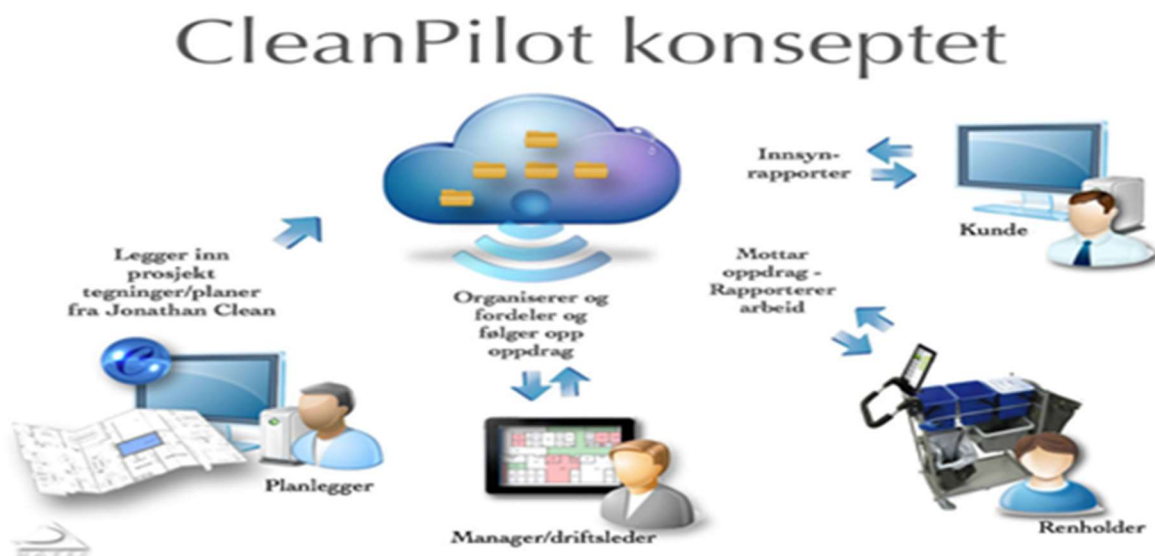 CleanPilot konseptet
Legger inn
prosjekt
tegninger/planer
fra Jonathan Clean
Planlegger
Organiserer og
fordeler og
følger opp
oppdrag
Manager/driftsleder
Innsyn-
rapporter
Kunde
Mottar
oppdrag -
Rapporterer
arbeid
Renholder